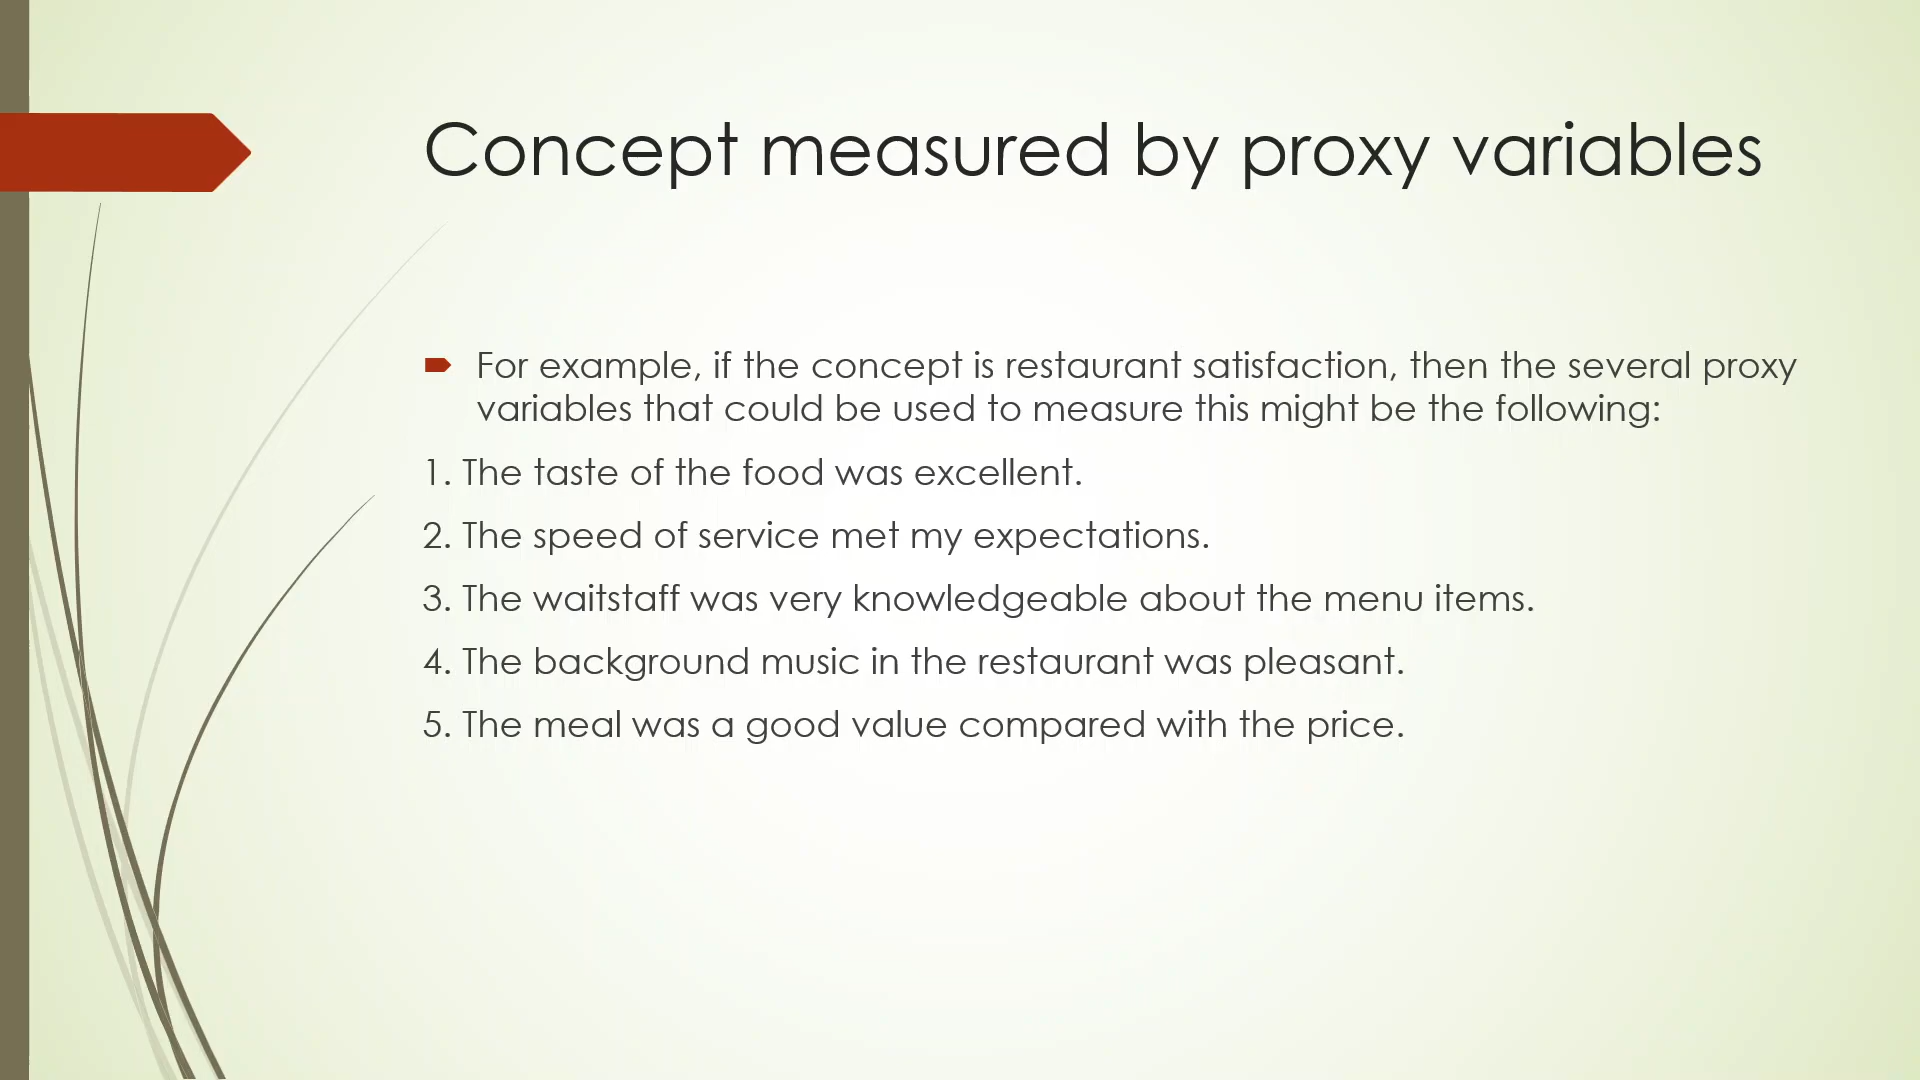 Concept measured by proxy variables
For example, if the concept is restaurant satisfaction, then the several proxy
variables that could be used to measure this might be the following:
1. The taste of the food was excellent.
2. The speed of service met my expectations.
3. The waitstaff was very knowledgeable about the menu items.
4. The background music in the restaurant was pleasant.
5. The meal was a good value compared with the price.